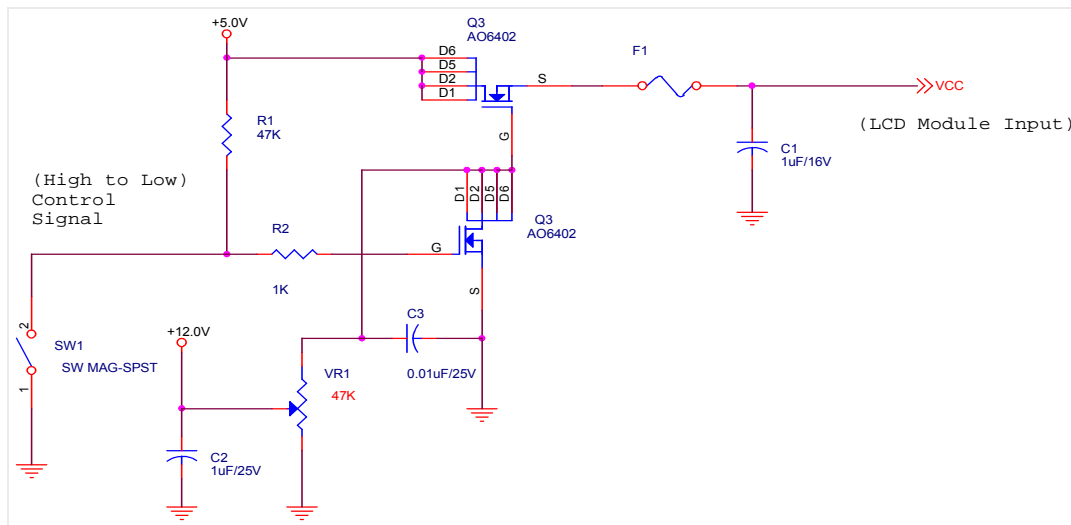 +5.0V
Q3
AO6402
D6
D5
D2
D1
S
G
F1
VCC
(LCD Module Input)
R1
47K
C1
1uF/16V
(High to Low)
Control
Signal
D1
D2
D5
D6
Q3
AO6402
R2
1K
G
S
2
SW1
SW MAG-SPST
1
+12.0V
C3
0.01uF/25V
VR1
47K
C2
1uF/25V